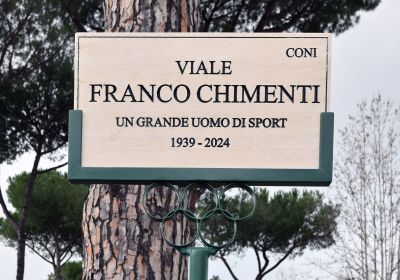 CONI
VIALE
FRANCO CHIMENTI
UN GRANDE UOMO DI SPORT
1939 - 2024